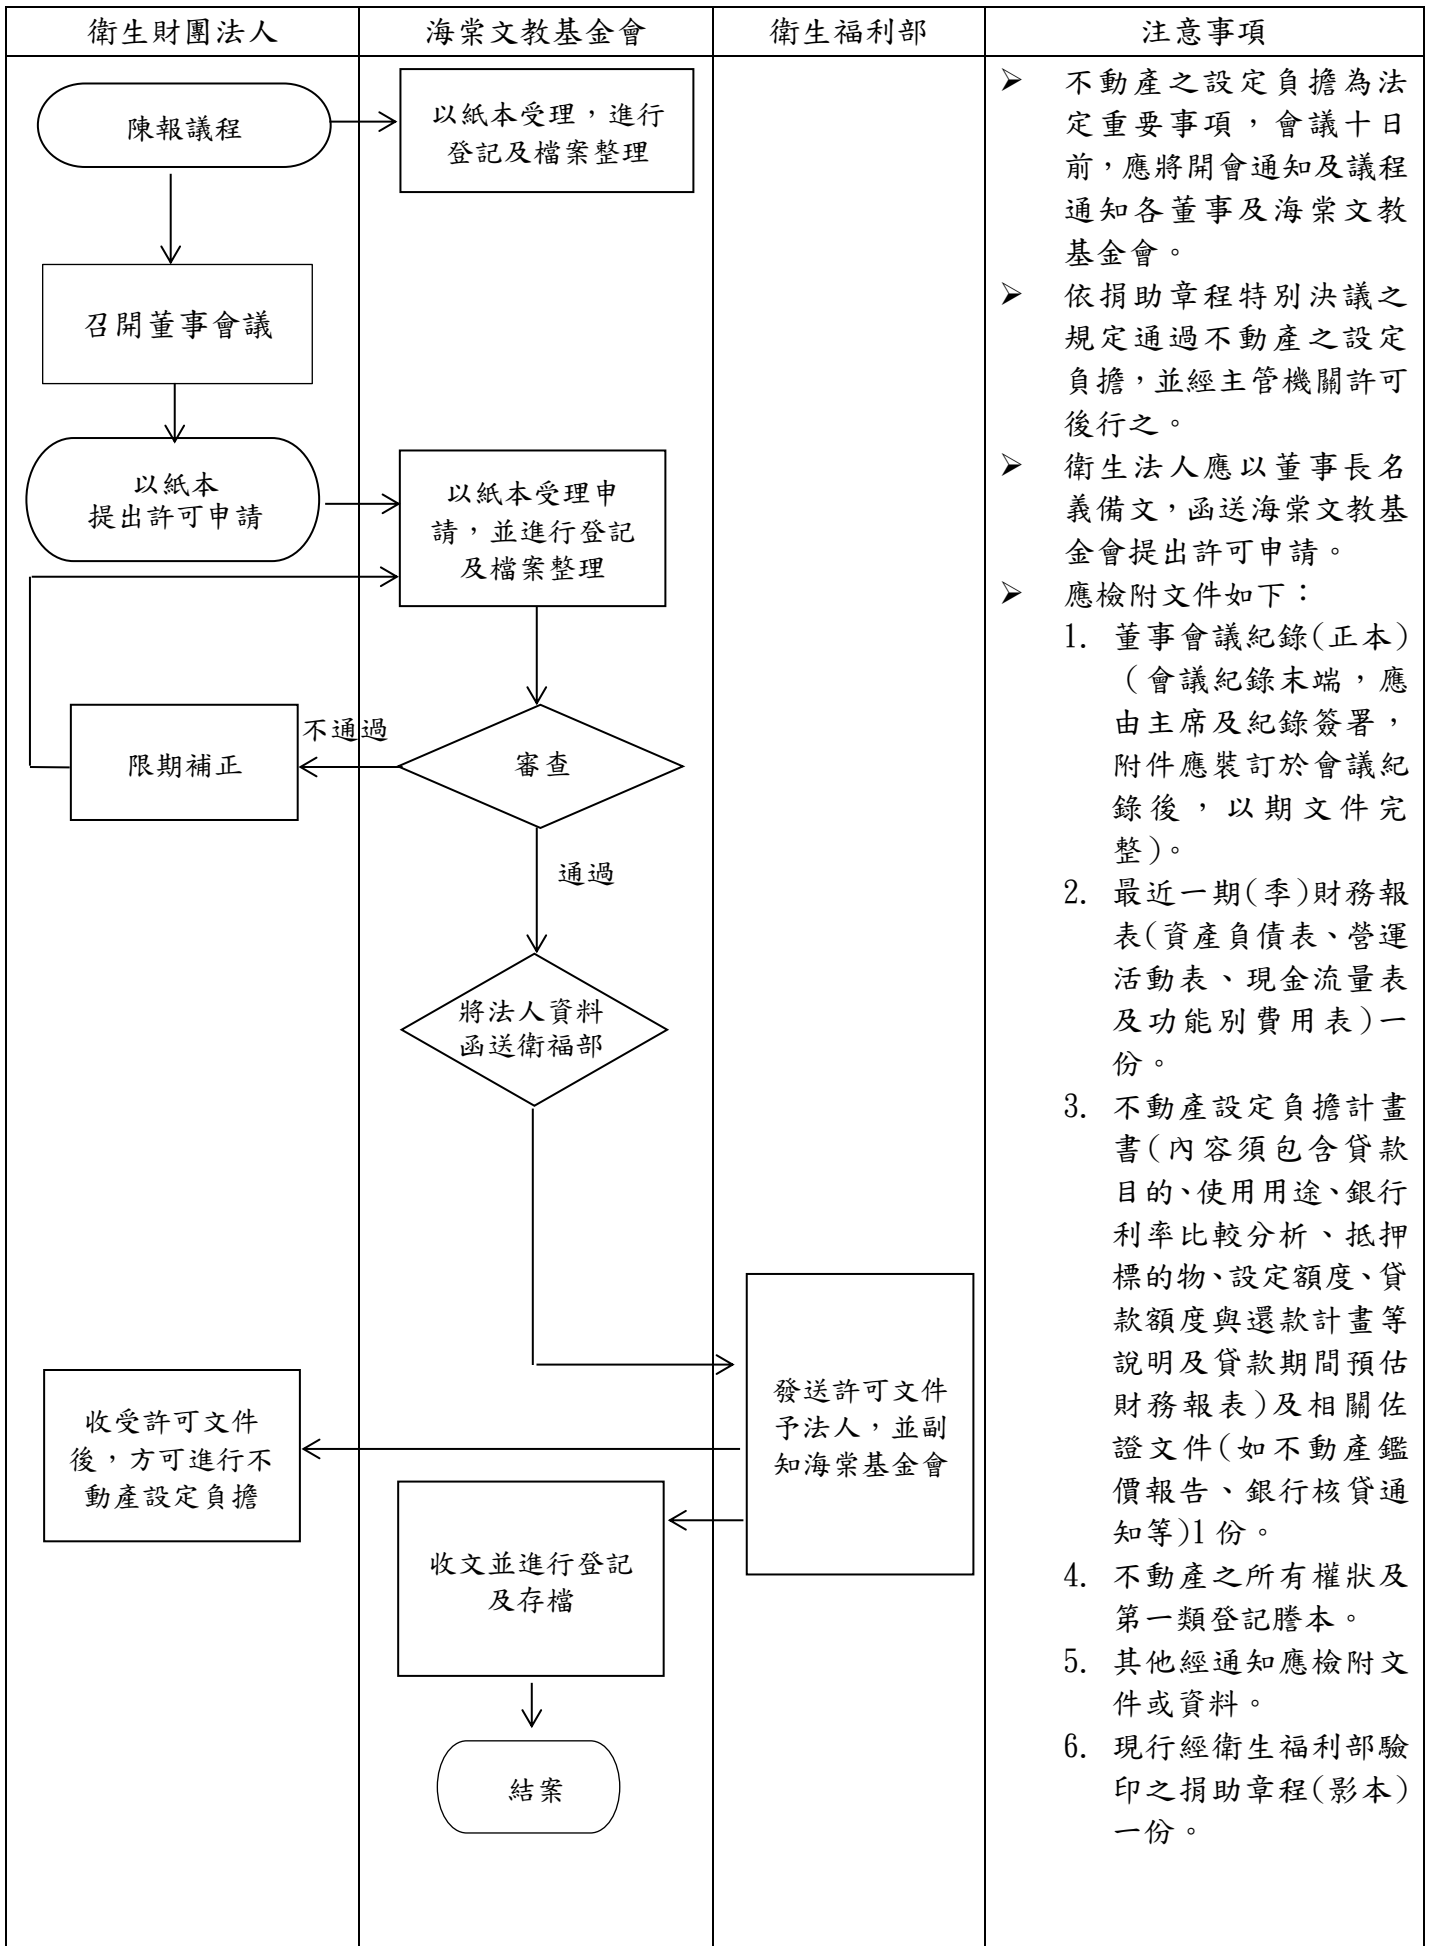 衛生財團法人
海棠文教基金會
衛生福利部
注意事項
陳報議程
以紙本受理，進行
登記及檔案整理
召開董事會議
以紙本
提出許可申請
以紙本受理申
請，並進行登記
及檔案整理
限期補正
不通過
審查
通過
將法人資料
函送衛福部
發送許可文件
予法人，並副
知海棠基金會
收受許可文件
後，方可進行不
動產設定負擔
收文並進行登記
及存檔
結案
➢ 不動產之設定負擔為法
定重要事項，會議十日
前，應將開會通知及議程
通知各董事及海棠文教
基金會。
➢ 依捐助章程特別決議之
規定通過不動產之設定
負擔，並經主管機關許可
後行之。
➢ 衛生法人應以董事長名
義備文，函送海棠文教基
金會提出許可申請。
➢ 應檢附文件如下：
1. 董事會議紀錄(正本)
（會議紀錄末端，應
由主席及紀錄簽署，
附件應裝訂於會議紀
錄後，以期文件完
整)。
2. 最近一期(季)財務報
表(資產負債表、營運
活動表、現金流量表
及功能別費用表)一
份。
3. 不動產設定負擔計畫
書(內容須包含貸款
目的、使用用途、銀行
利率比較分析、抵押
標的物、設定額度、貸
款額度與還款計畫等
說明及貸款期間預估
財務報表)及相關佐
證文件(如不動產鑑
價報告、銀行核貸通
知等)1 份。
4. 不動產之所有權狀及
第一類登記謄本。
5. 其他經通知應檢附文
件或資料。
6. 現行經衛生福利部驗
印之捐助章程(影本)
一份。